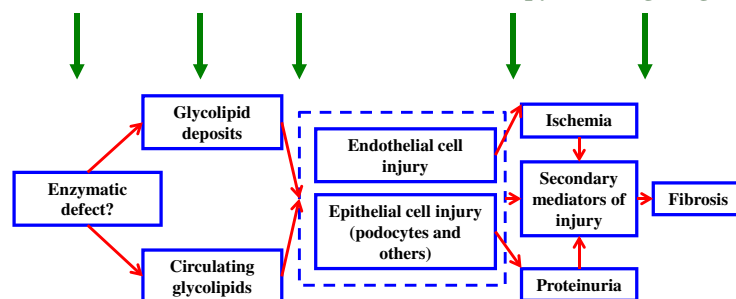 Glycolipid
deposits
Ischemia
Endothelial cell
injury
Enzymatic
defect?
Secondary
mediators of
injury
Fibrosis
Epithelial cell injury
(podocytes and
others)
Circulating
glycolipids
Proteinuria